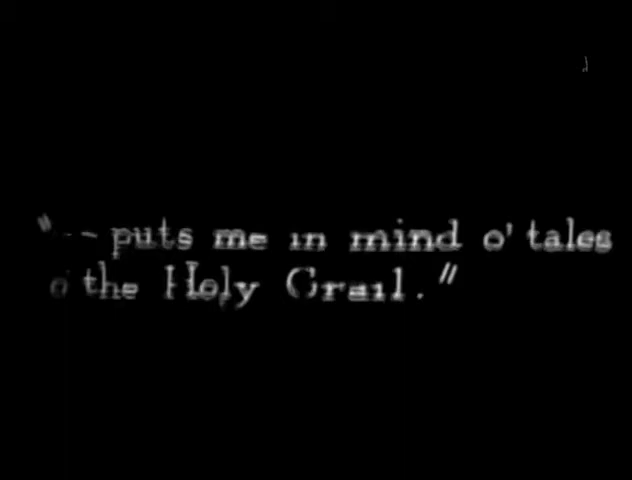 "-- puts me in mind o' tales
o' the Holy Grail."